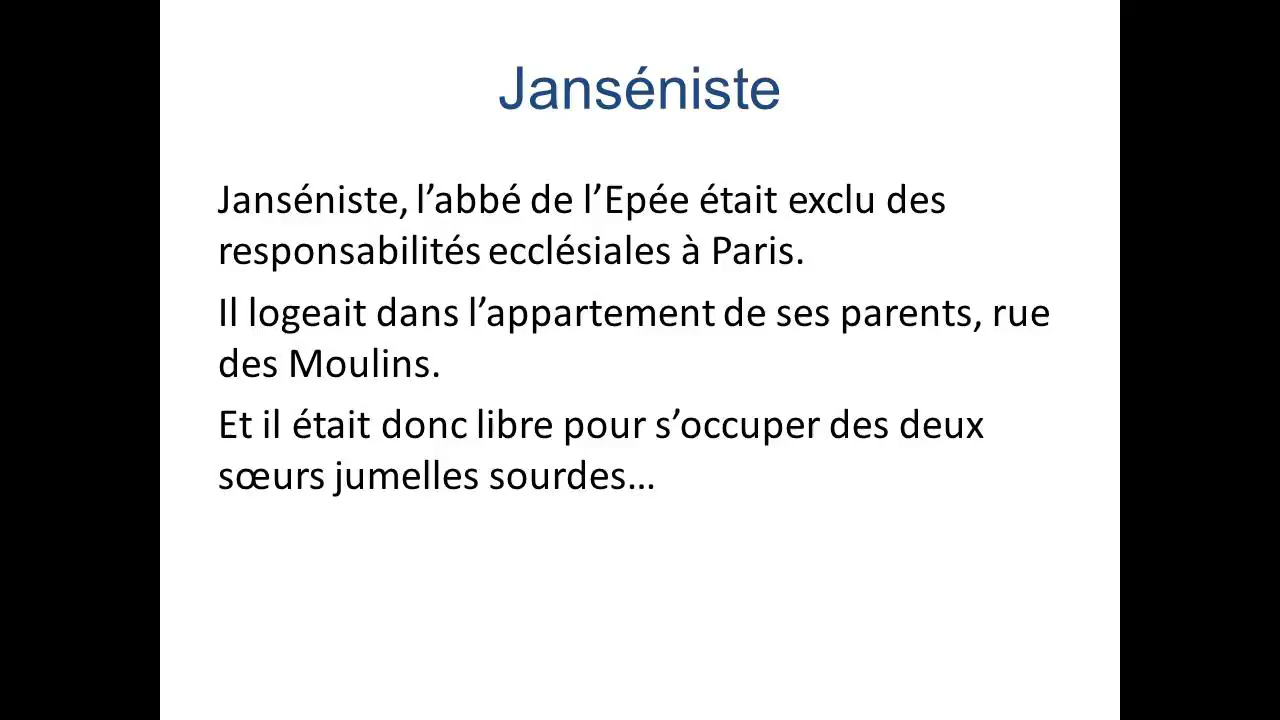 Janséniste
Janséniste, l’abbé de l’Epée était exclu des
responsabilités ecclésiales à Paris.
Il logeait dans l’appartement de ses parents, rue
des Moulins.
Et il était donc libre pour s’occuper des deux
sœurs jumelles sourdes…